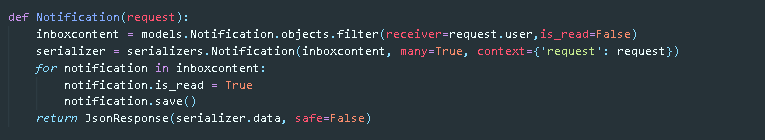 def Notification(request):
    inboxcontent = models.Notification.objects.filter(receiver=request.user,is_read=False)
    serializer = serializers.Notification(inboxcontent, many=True, context={'request': request})
    for notification in inboxcontent:
        notification.is_read = True
        notification.save()
    return JsonResponse(serializer.data, safe=False)